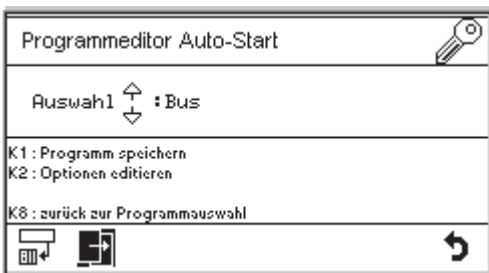 Programmeditor Auto-Start
Auswahl :Bus
K1 : Programm speichern
K2 : Optionen editieren
K8 : zurück zur Programmauswahl